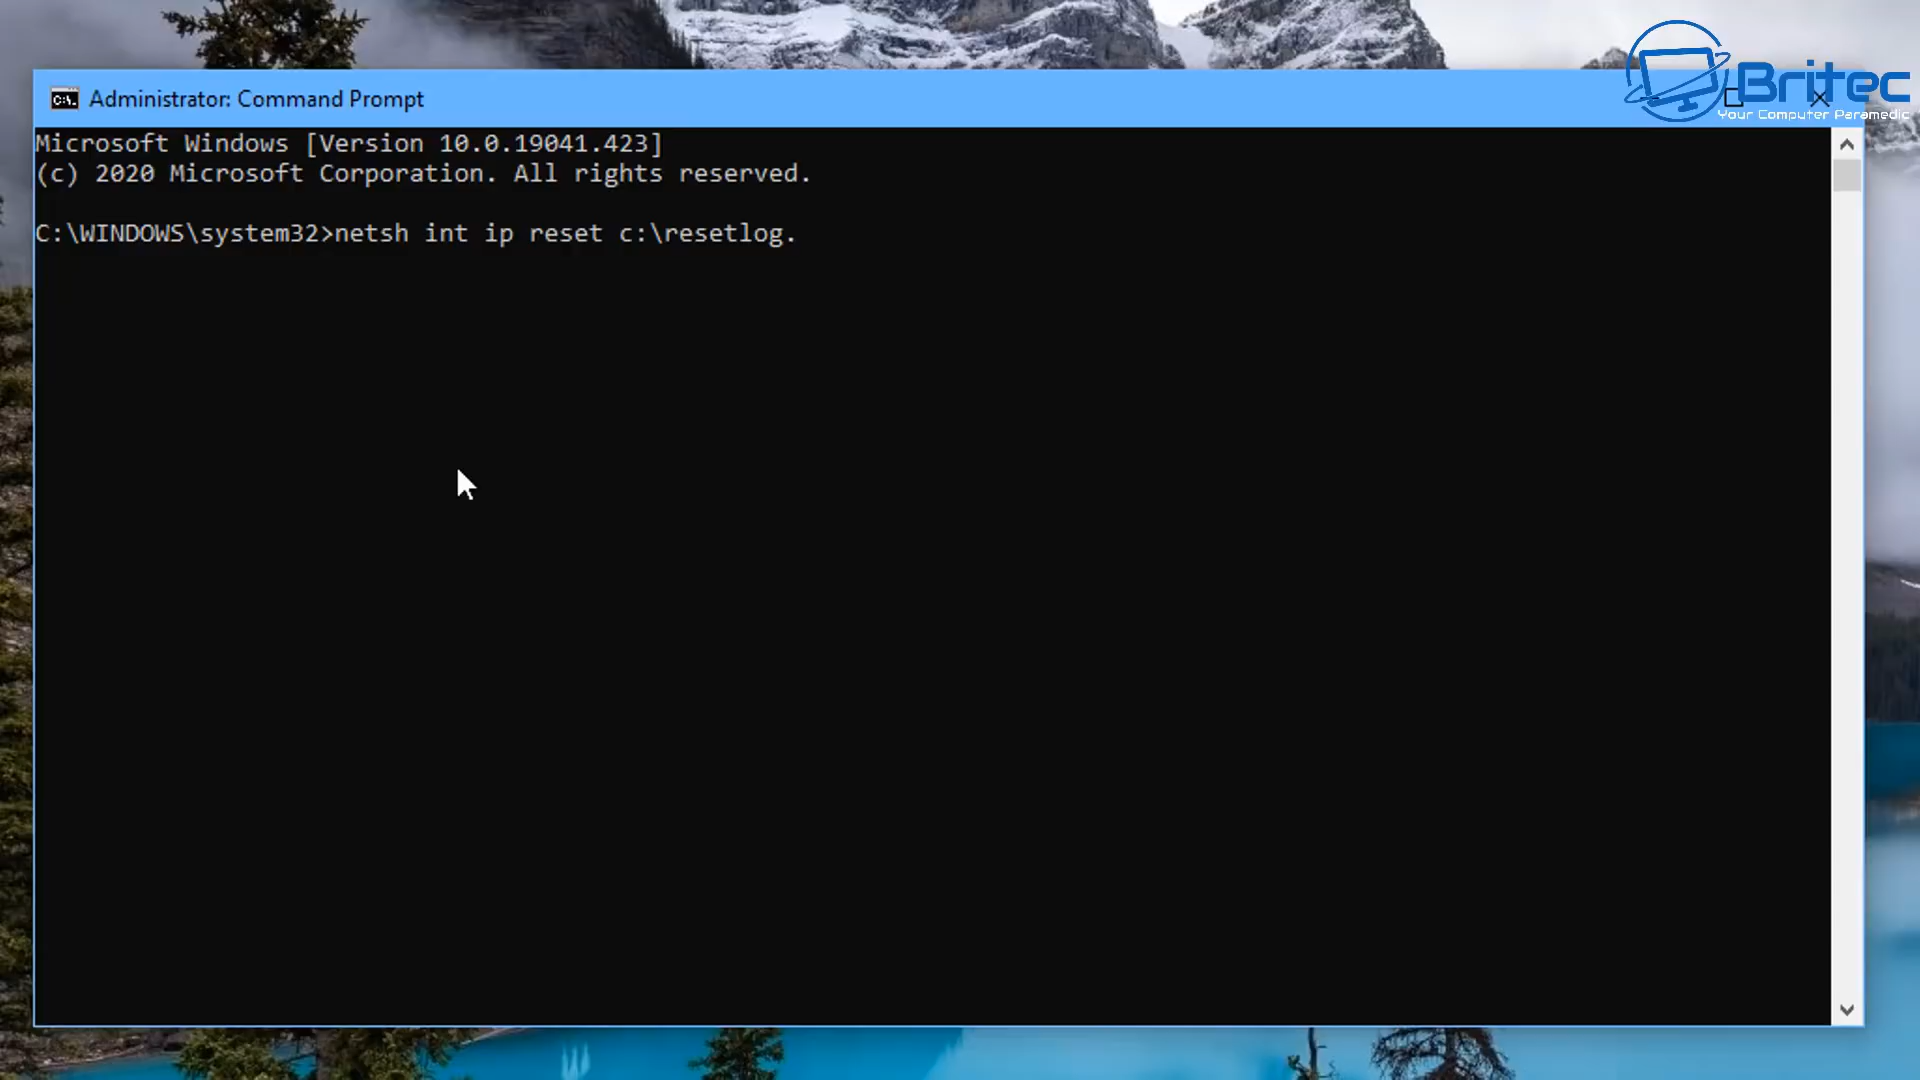 Britec
Your Computer Paramedic
C:\. Administrator: Command Prompt
Microsoft Windows [Version 10.0.19041.423]
(c) 2020 Microsoft Corporation. All rights reserved.
C:\WINDOWS\system32>netsh int ip reset c:\resetlog.